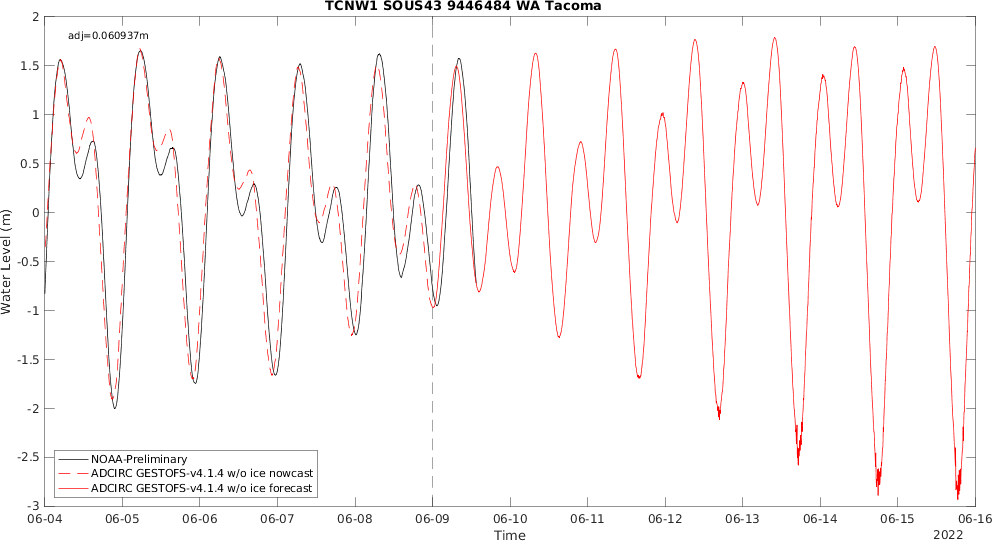 TCNW1 SOUS43 9446484 WA Tacoma
adj=0.060937m
2
1.5
1
0.5
0
-0.5
-1
-1.5
-2
-2.5
-3
Water Level (m)
NOAA-Preliminary
ADCIRC GESTOFS-v4.1.4 w/o ice nowcast
ADCIRC GESTOFS-v4.1.4 w/o ice forecast
06-04 06-05 06-06 06-07 06-08 06-09 06-10 06-11 06-12 06-13 06-14 06-15 06-16
Time
2022